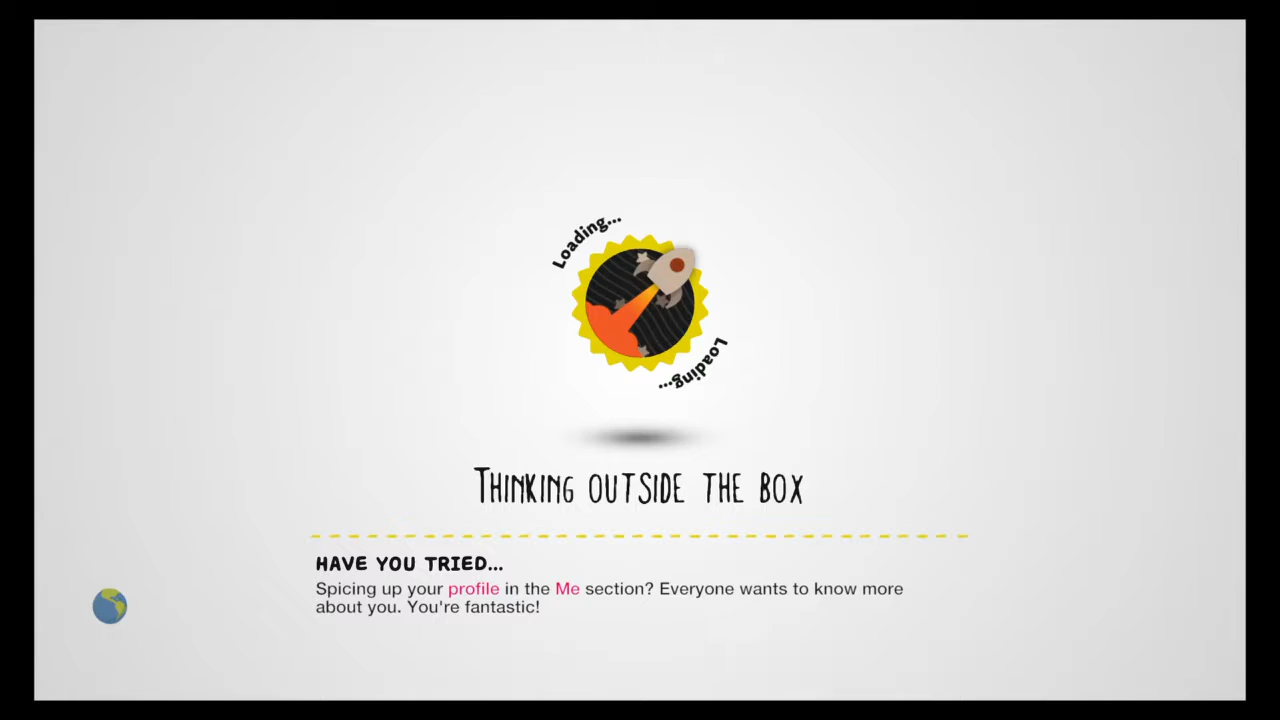 Loading...
Loading...
THINKING OUTSIDE THE BOX
HAVE YOU TRIED...
Spicing up your profile in the Me section? Everyone wants to know more
about you. You're fantastic!